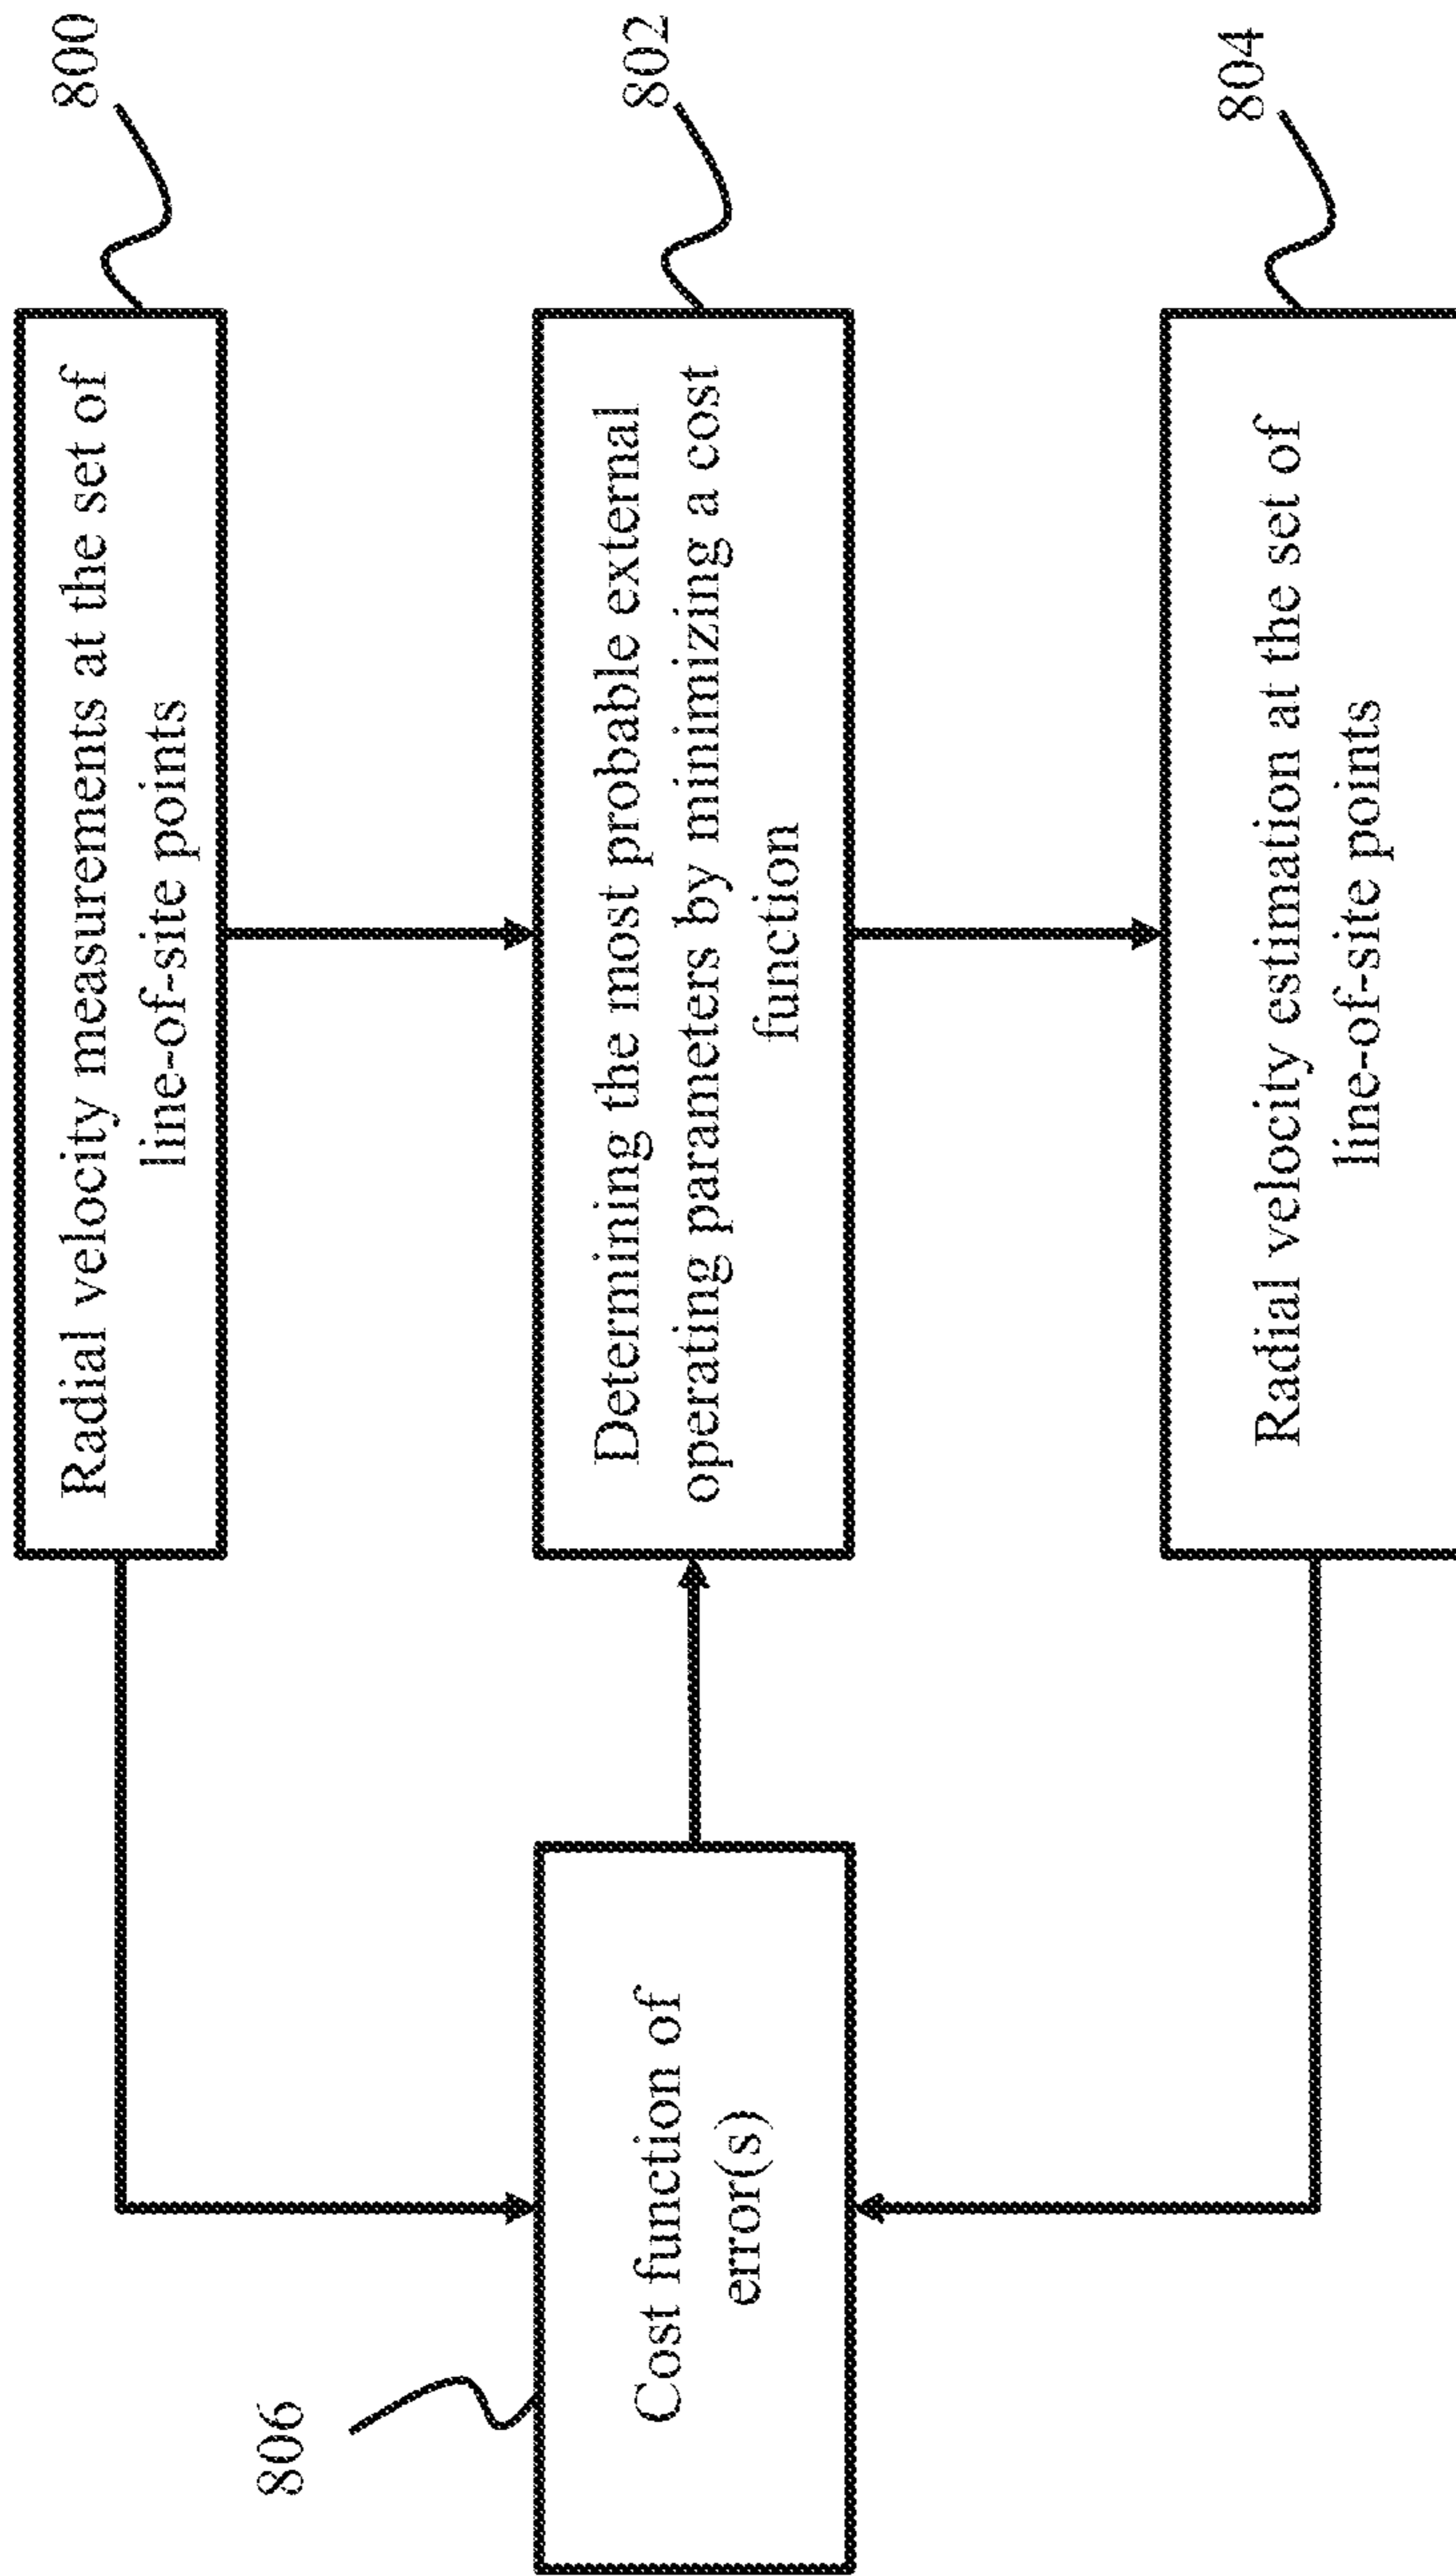 800
Radial velocity measurements at the set of
line-of-site points
802
Determining the most probable external
operating parameters by minimizing a cost
function
804
Radial velocity estimation at the set of
line-of-site points
806
Cost function of
error(s)